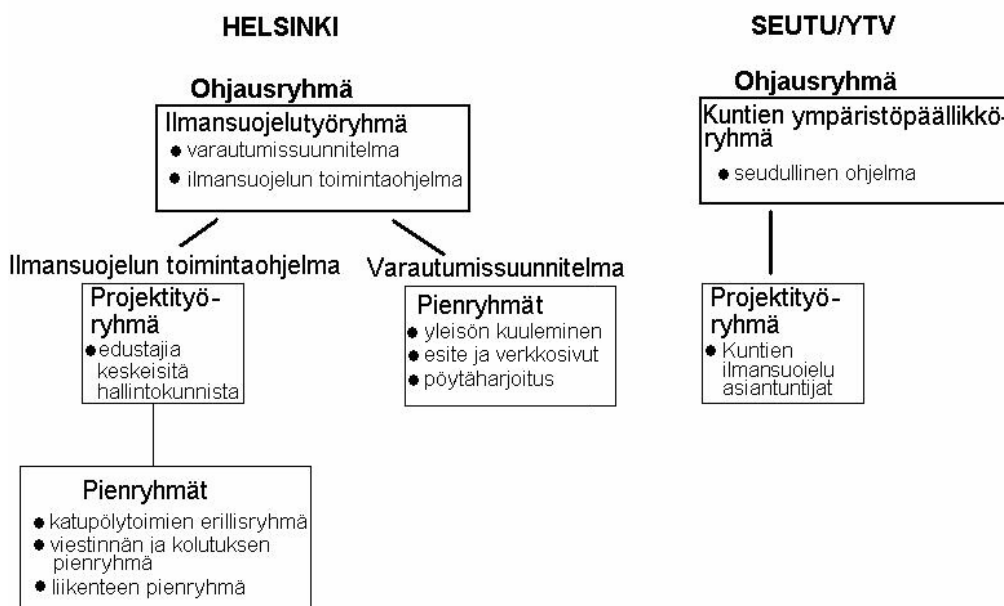 HELSINKI
Ohjausryhmä
Ilmansuojelutyöryhmä
● varautumissuunnitelma
● ilmansuojelun toimintaohjelma
Ilmansuojelun toimintaohjelma
Projektityö-
ryhmä
● edustajia
keskeisitä
hallintokunnista
Pienryhmät
● katupölytoimien erillisryhmä
● viestinnän ja kolutuksen
pienryhmä
● liikenteen pienryhmä
Varautumissuunnitelma
Pienryhmät
● yleisön kuuleminen
● esite ja verkkosivut
● pöytäharjoitus
SEUTU/YTV
Ohjausryhmä
Kuntien ympäristöpäällikkö-
ryhmä
● seudullinen ohjelma
Projektityö-
ryhmä
● Kuntien
ilmansuoielu
asiantuntijat